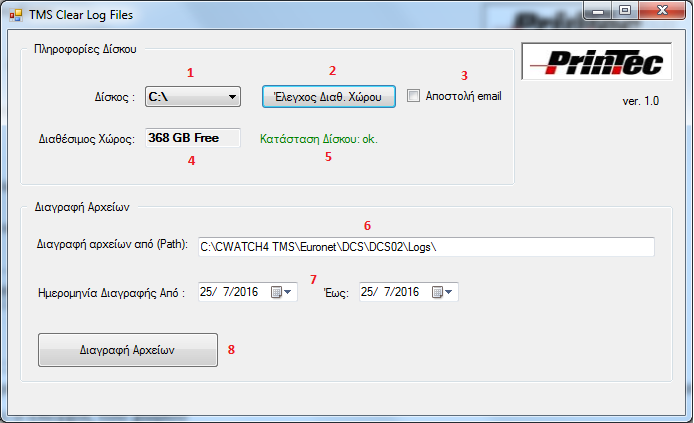 TMS Clear Log Files
Πληροφορίες Δίσκου
1 2 3
Δίσκος : C:\ Έλεγχος Διαθ. Χώρου Αποστολή email
PrinTec
ver. 1.0
Διαθέσιμος Χώρος: 368 GB Free Κατάσταση Δίσκου: ok.
4 5
Διαγραφή Αρχείων
6
Διαγραφή αρχείων από (Path): C:\CWATCH4 TMS\Euronet\DCS\DCS02\Logs\
7
Ημερομηνία Διαγραφής Από : 25/ 7/2016 Έως: 25/ 7/2016
Διαγραφή Αρχείων 8